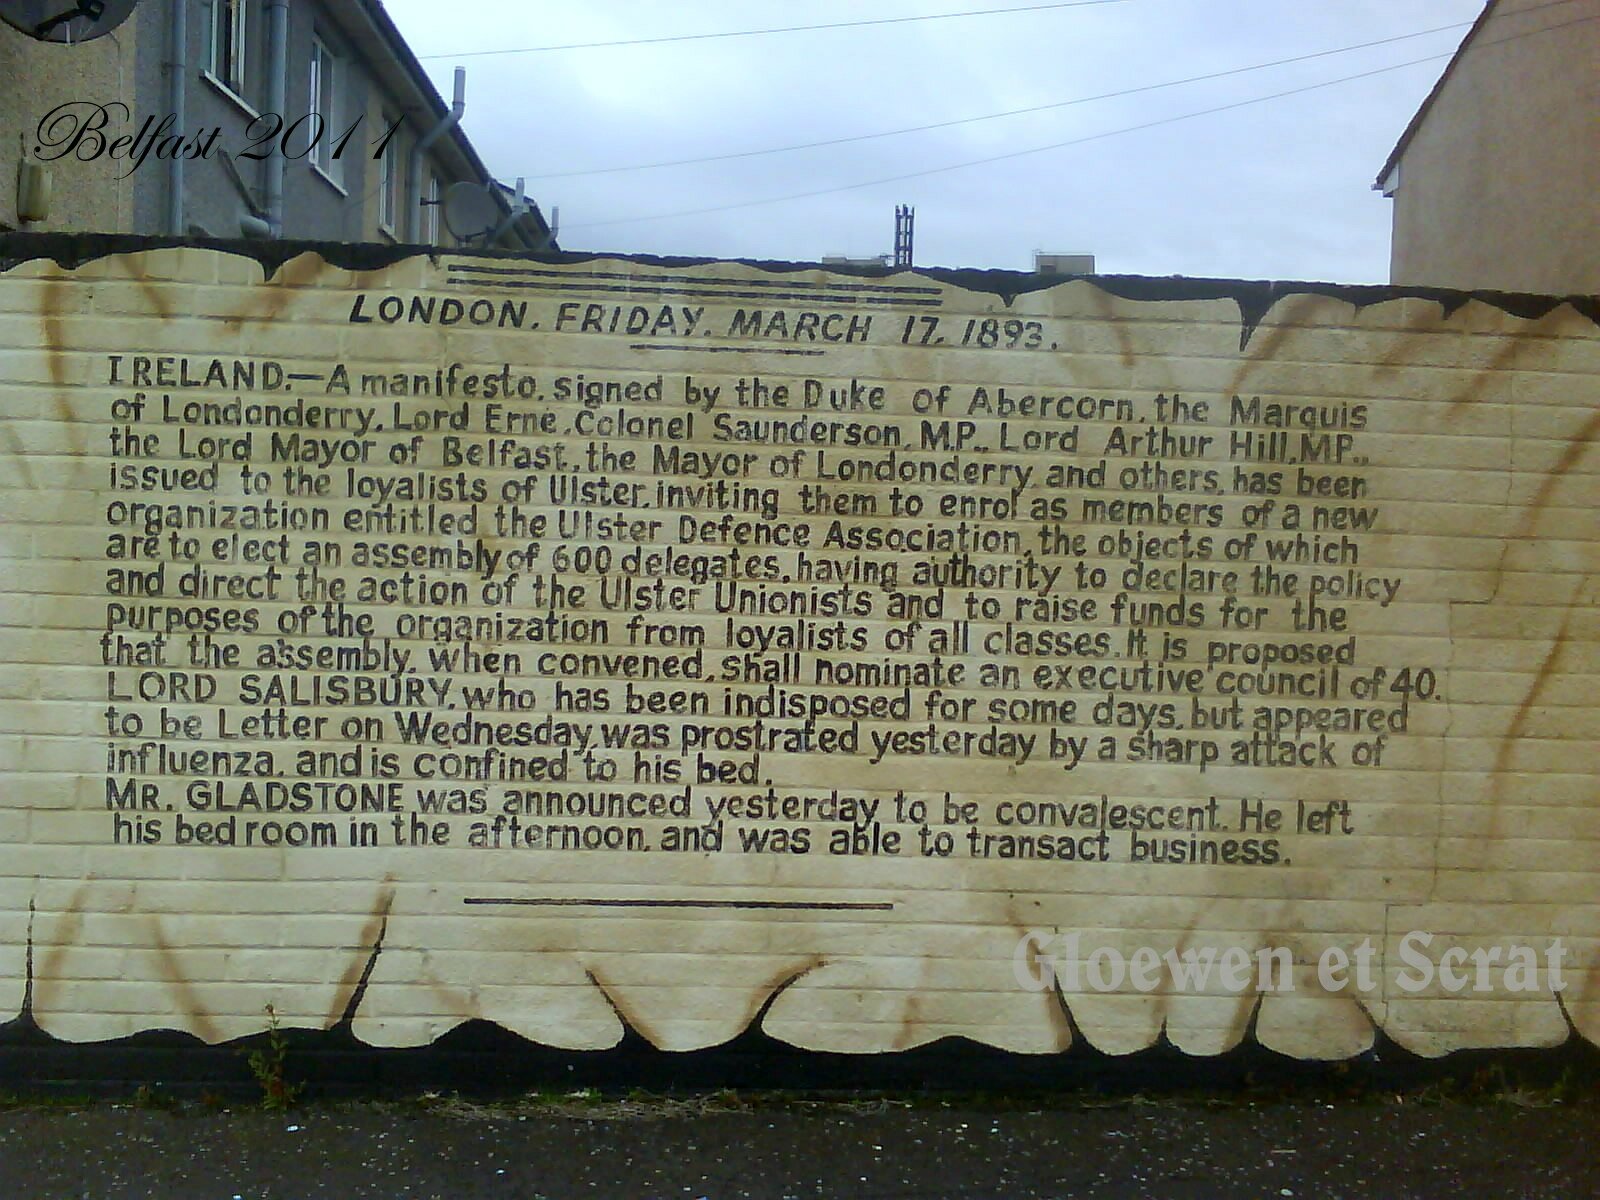 Belfast 2011
LONDON, FRIDAY, MARCH 17, 1893.
IRELAND.—A manifesto, signed by the Duke of Abercorn, the Marquis
of Londonderry, Lord Erne, Colonel Saunderson, M.P., Lord Arthur Hill, M.P.,
the Lord Mayor of Belfast, the Mayor of Londonderry and others, has been
issued to the loyalists of Ulster, inviting them to enrol as members of a new
organization entitled the Ulster Defence Association, the objects of which
are to elect an assembly of 600 delegates, having authority to declare the policy
and direct the action of the Ulster Unionists and to raise funds for the
purposes of the organization from loyalists of all classes. It is proposed
that the assembly, when convened, shall nominate an executive council of 40.
LORD SALISBURY, who has been indisposed for some days, but appeared
to be Letter on Wednesday, was prostrated yesterday by a sharp attack of
influenza, and is confined to his bed.
MR. GLADSTONE was announced yesterday to be convalescent. He left
his bed room in the afternoon, and was able to transact business.
Gloewen et Scrat